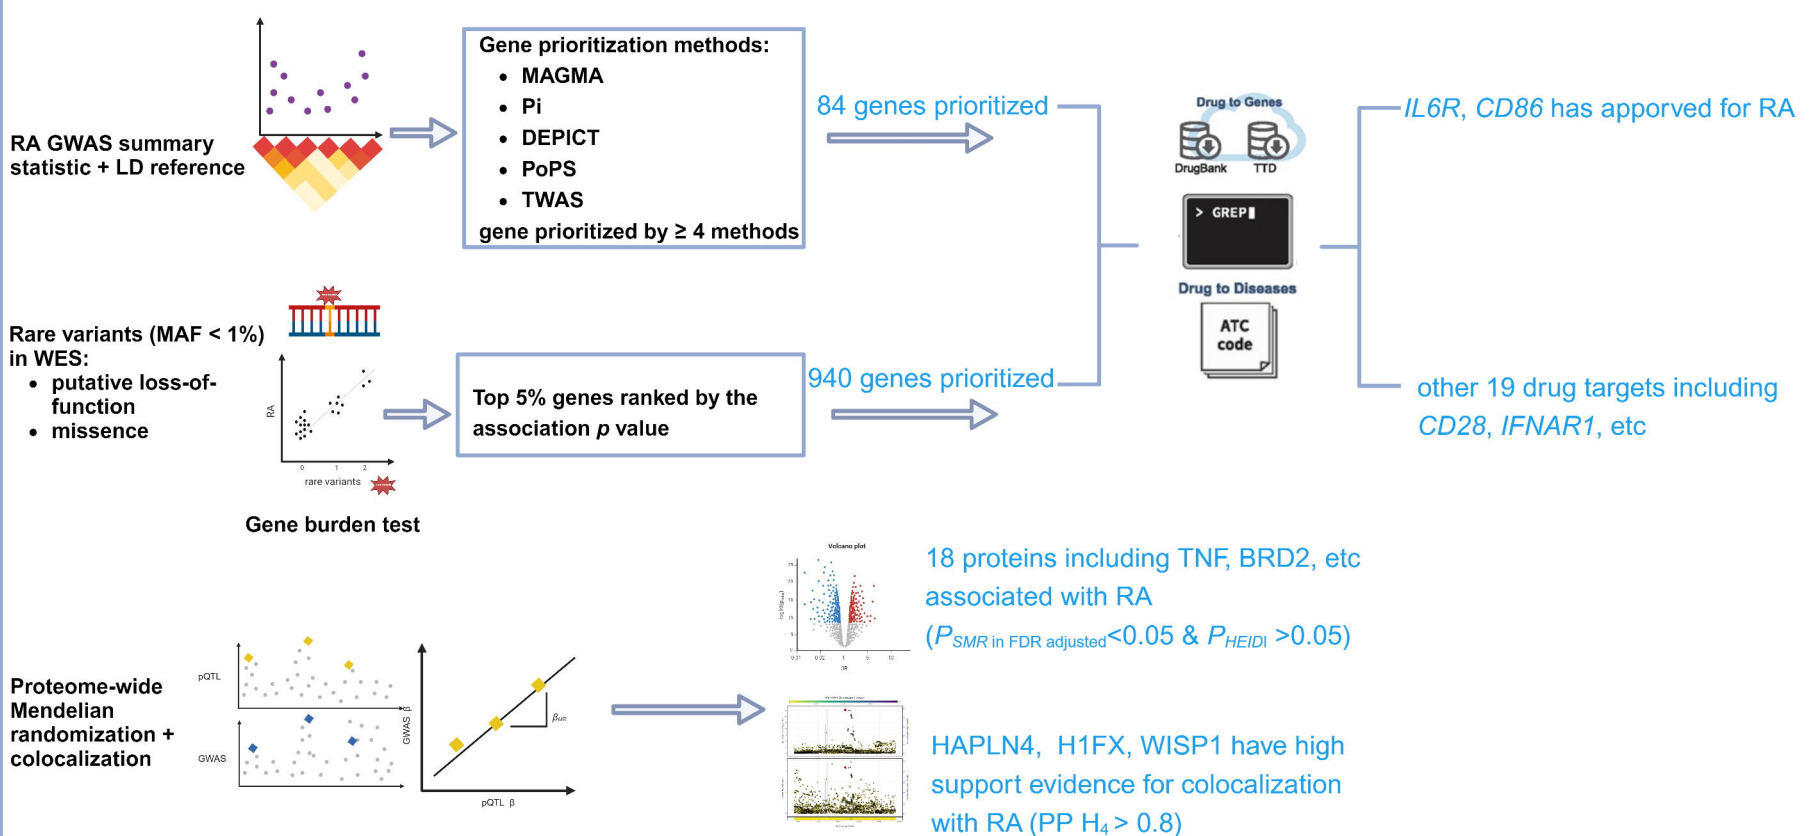 RA GWAS summary
statistic + LD reference
Gene prioritization methods:
• MAGMA
• Pi
• DEPICT
• PoPS
• TWAS
gene prioritized by ≥ 4 methods
84 genes prioritized
Drug to Genes
DrugBank
TTD
> GREP
Drug to Diseases
ATC
code
IL6R, CD86 has apporved for RA
other 19 drug targets including
CD28, IFNAR1, etc
Rare variants (MAF < 1%)
in WES:
• putative loss-of-
function
• missence
RA
0 1 2
rare variants
Gene burden test
Top 5% genes ranked by the
association p value
940 genes prioritized
Proteome-wide
Mendelian
randomization +
colocalization
pQTL
GWAS
GWAS β
βMR
pQTL β
Volcano plot
OR
18 proteins including TNF, BRD2, etc
associated with RA
(PSMR in FDR adjusted<0.05 & PHEIDI >0.05)
HAPLN4, H1FX, WISP1 have high
support evidence for colocalization
with RA (PP H4 > 0.8)